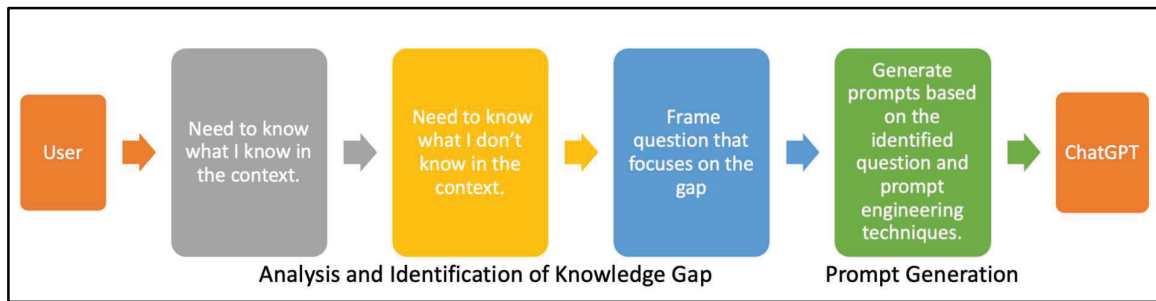 User
Need to know
what I know in
the context.
Need to know
what I don’t
know in the
context.
Frame
question that
focuses on the
gap
Generate
prompts based
on the
identified
question and
prompt
engineering
techniques.
ChatGPT
Analysis and Identification of Knowledge Gap
Prompt Generation